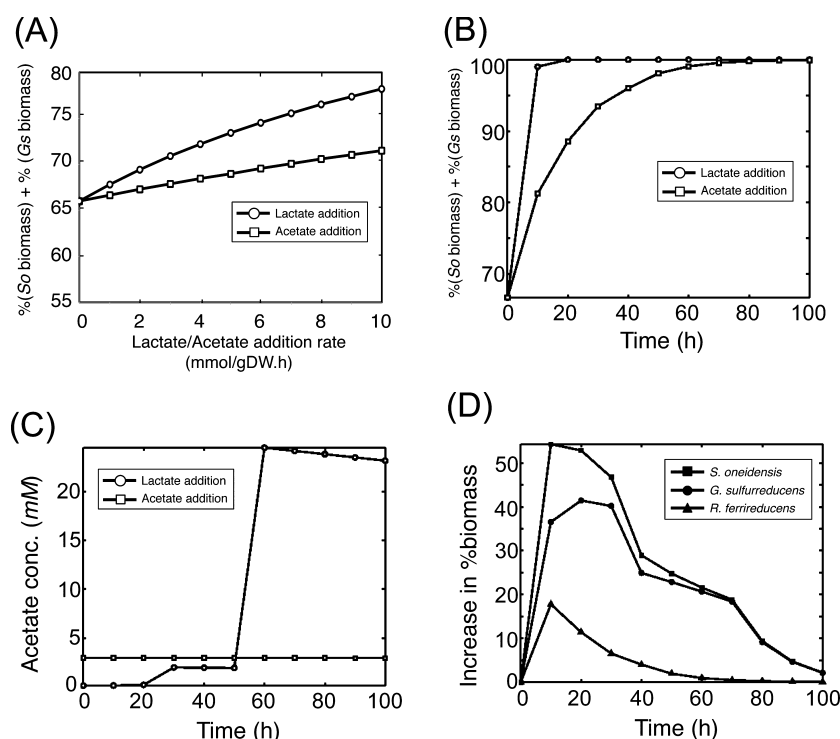 (A)
%(So biomass) + % (Gs biomass)
80
75
70
65
60
55
0 2 4 6 8 10
Lactate addition
Acetate addition
Lactate/Acetate addition rate
(mmol/gDW.h)
(B)
%(So biomass) + %(Gs biomass)
100
90
80
70
0 20 40 60 80 100
Lactate addition
Acetate addition
Time (h)
(C)
Acetate conc. (mM)
20
15
10
5
0
0 20 40 60 80 100
Lactate addition
Acetate addition
Time (h)
(D)
Increase in %biomass
50
40
30
20
10
0
0 20 40 60 80 100
S. oneidensis
G. sulfurreducens
R. ferrireducens
Time (h)